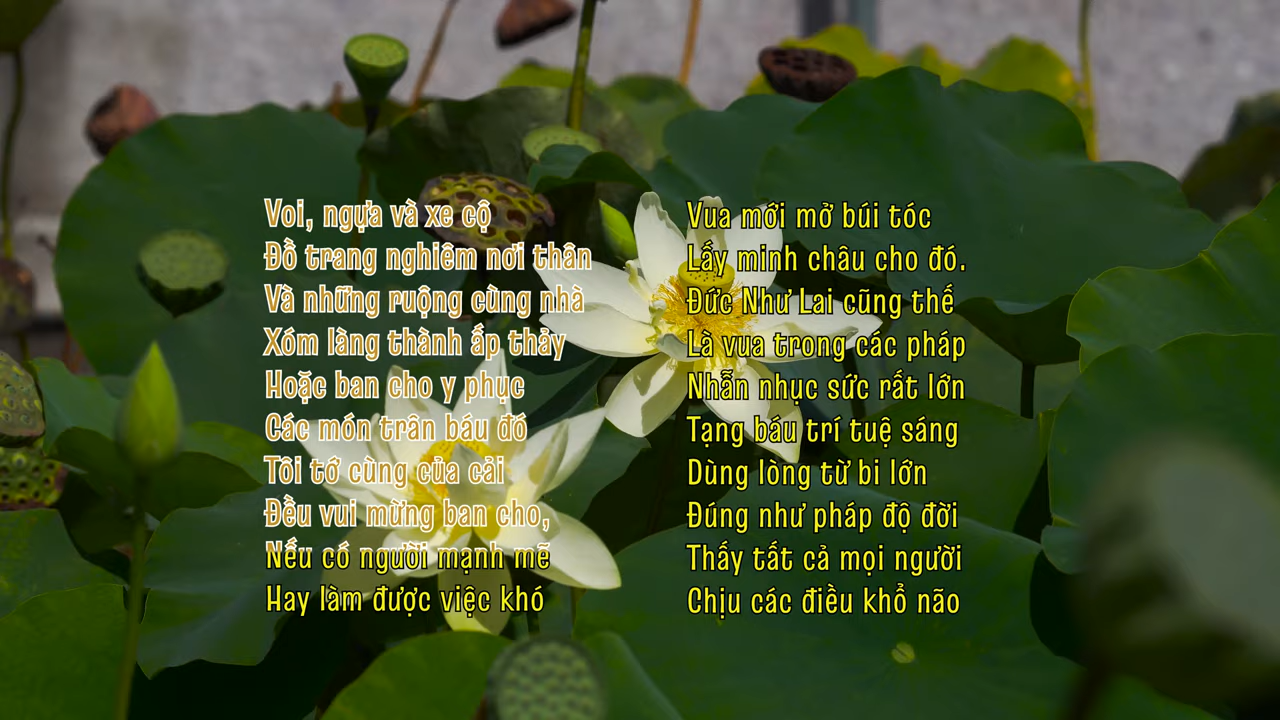 Voi, ngựa và xe cộ
Đồ trang nghiêm nơi thân
Và những ruộng cùng nhà
Xóm làng thành ấp thảy
Hoặc ban cho y phục
Các món trân báu đó
Tôi tớ cùng của cải
Đều vui mừng ban cho,
Nếu có người mạnh mẽ
Hay làm được việc khó
Vua mới mở búi tóc
Lấy minh châu cho đó.
Đức Như Lai cũng thế
Là vua trong các pháp
Nhẫn nhục sức rất lớn
Tạng báu trí tuệ sáng
Dùng lòng từ bi lớn
Đúng như pháp độ đời
Thấy tất cả mọi người
Chịu các điều khổ não